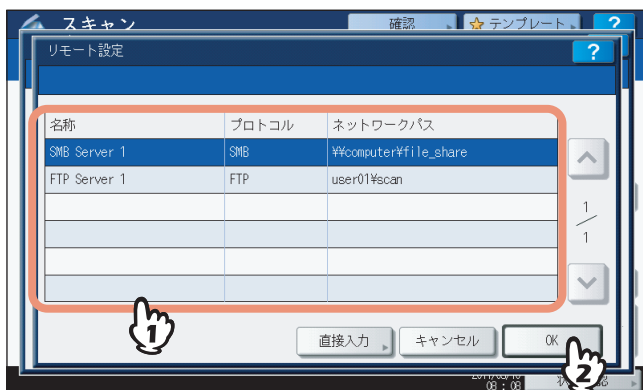 スキャン 確認 テンプレート ?
リモート設定 ?
名称 プロトコル ネットワークパス
SMB Server 1 SMB ¥¥computer¥file_share
FTP Server 1 FTP user01¥scan
1
1
1
直接入力 キャンセル OK
2
08:08